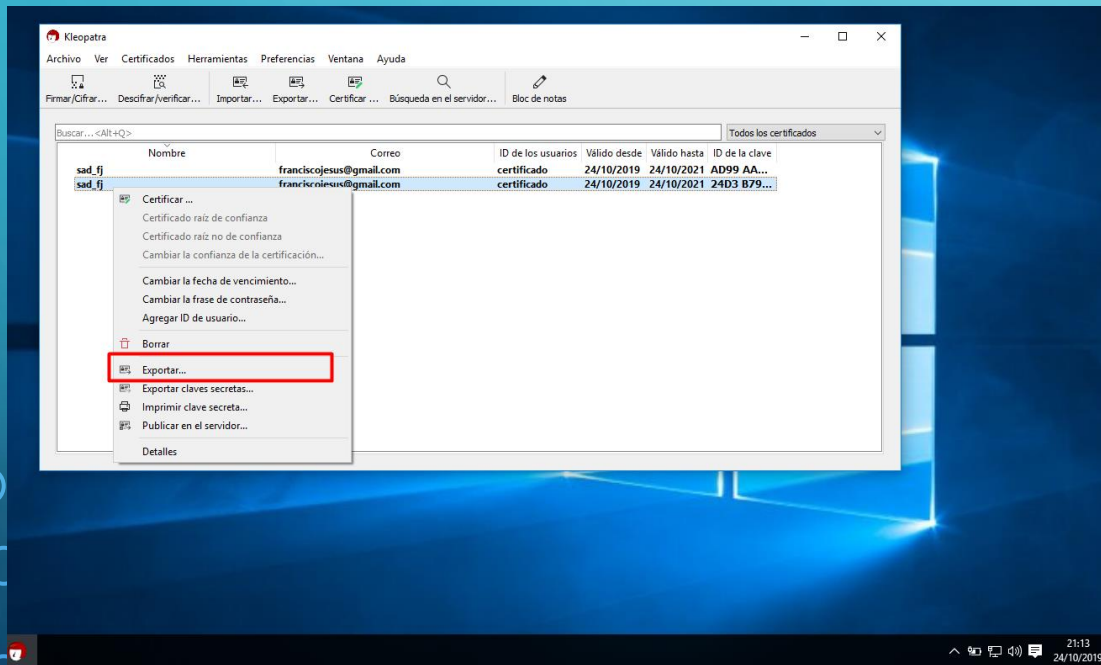 Kleopatra
Archivo Ver Certificados Herramientas Preferencias Ventana Ayuda
Firmar/Cifrar... Descifrar/verificar... Importar... Exportar... Certificar ... Búsqueda en el servidor... Bloc de notas
Buscar...<Alt+Q> Todos los certificados
Nombre Correo ID de los usuarios Válido desde Válido hasta ID de la clave
sad_fj franciscojesus@gmail.com certificado 24/10/2019 24/10/2021 AD99 AA...
sad_fj franciscojesus@gmail.com certificado 24/10/2019 24/10/2021 24D3 B79...
Certificar ...
Certificado raíz de confianza
Certificado raíz no de confianza
Cambiar la confianza de la certificación...
Cambiar la fecha de vencimiento...
Cambiar la frase de contraseña...
Agregar ID de usuario...
Borrar
Exportar...
Exportar claves secretas...
Imprimir clave secreta...
Publicar en el servidor...
Detalles
21:13
24/10/2019